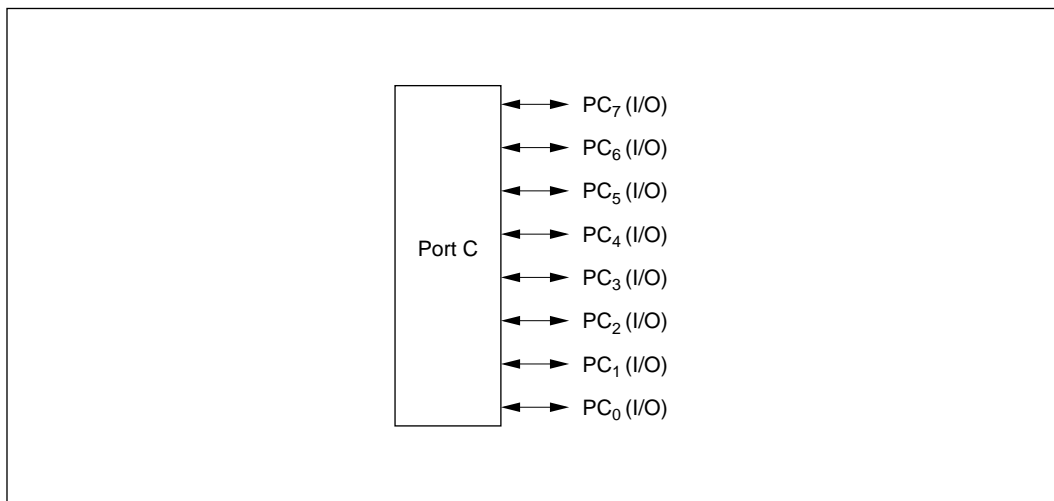 PC₇ (I/O)
PC₆ (I/O)
PC₅ (I/O)
Port C
PC₄ (I/O)
PC₃ (I/O)
PC₂ (I/O)
PC₁ (I/O)
PC₀ (I/O)